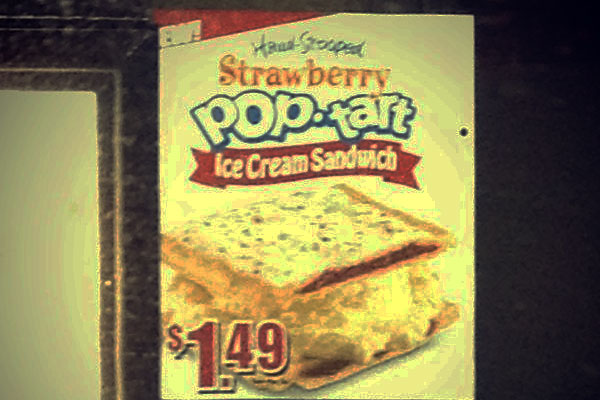 Hand-Scooped
Strawberry
POP·tart
Ice Cream Sandwich
$1.49